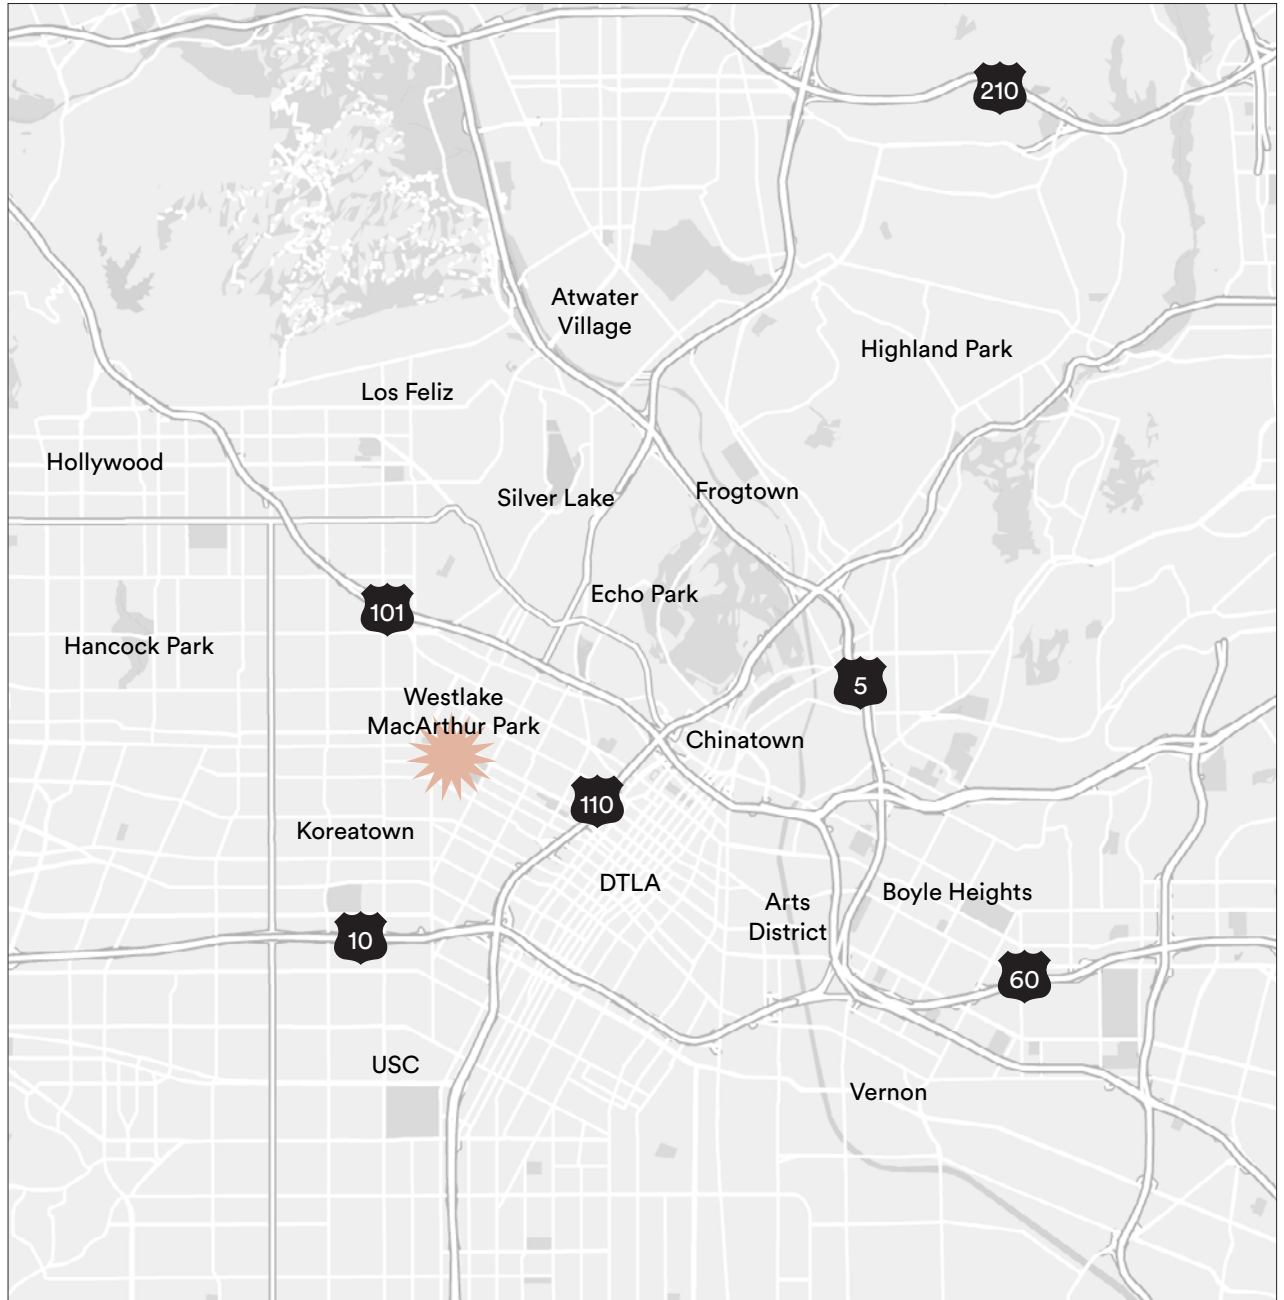 210
Atwater
Village
Highland Park
Los Feliz
Hollywood
Silver Lake
Frogtown
Echo Park
101
Hancock Park
5
Westlake
MacArthur Park
Chinatown
110
Koreatown
DTLA
Boyle Heights
Arts
District
10
60
USC
Vernon